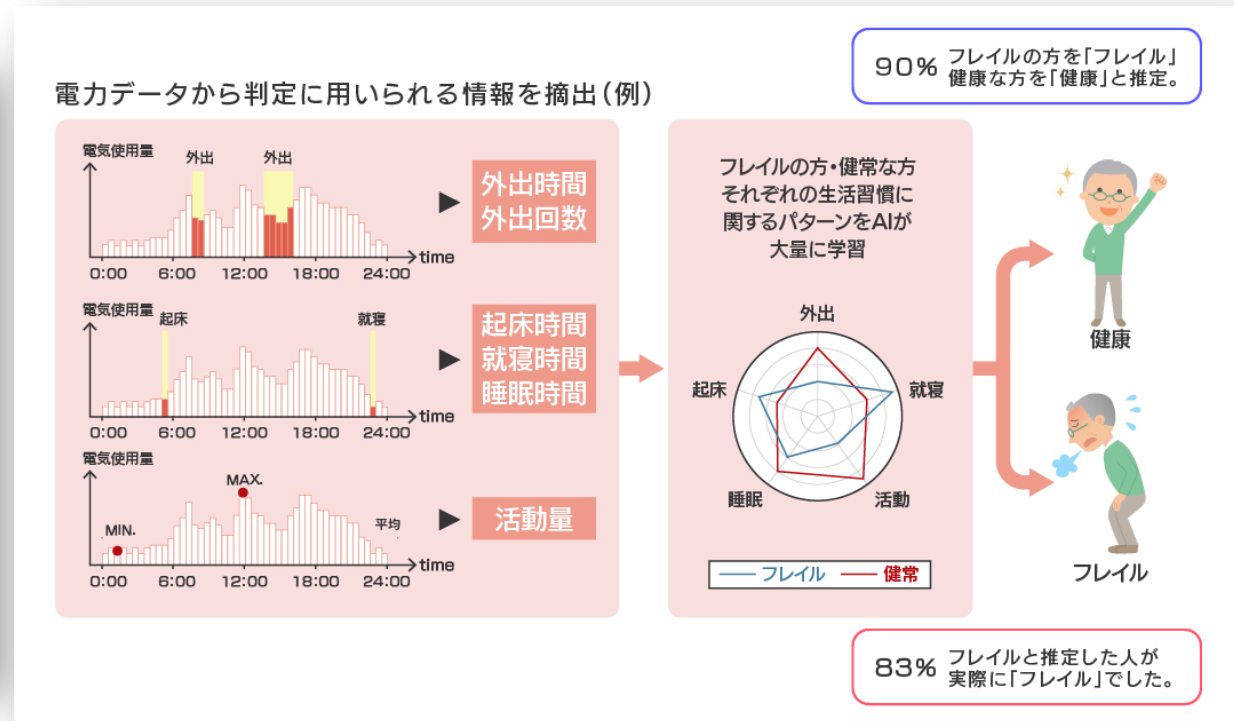 90% フレイルの方を「フレイル」
健康な方を「健康」と推定。
電力データから判定に用いられる情報を摘出(例)
電気使用量
外出 外出
time
0:00 6:00 12:00 18:00 24:00
外出時間
外出回数
電気使用量
起床 就寝
time
0:00 6:00 12:00 18:00 24:00
起床時間
就寝時間
睡眠時間
電気使用量
MAX.
MIN.
平均
time
0:00 6:00 12:00 18:00 24:00
活動量
フレイルの方・健常な方
それぞれの生活習慣に
関するパターンをAIが
大量に学習
外出
起床 就寝
睡眠 活動
フレイル 健常
健康
フレイル
83% フレイルと推定した人が
実際に「フレイル」でした。